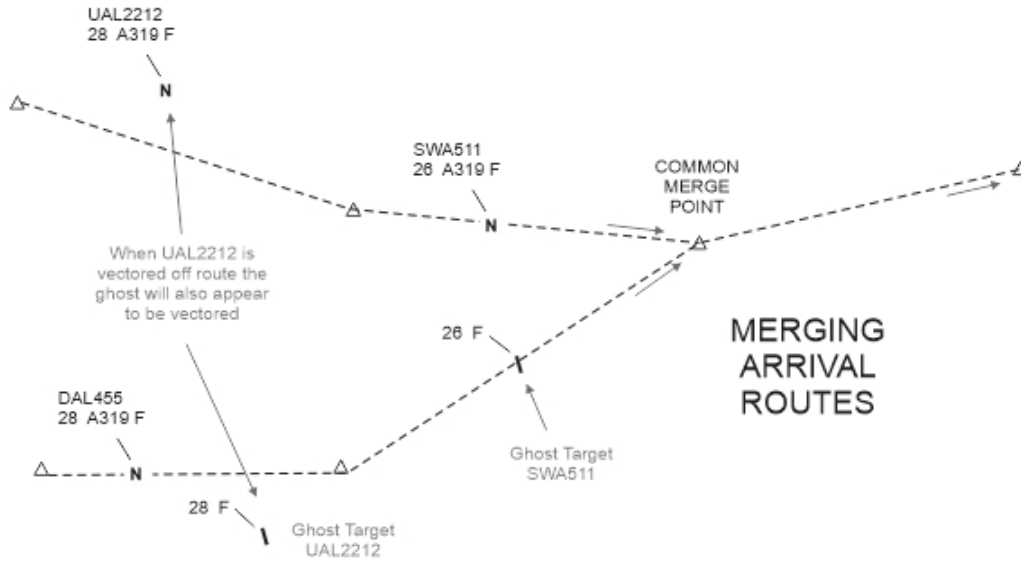 UAL2212
28 A319 F
N
SWA511
26 A319 F
N
COMMON
MERGE
POINT
When UAL2212 is
vectored off route the
ghost will also appear
to be vectored
26 F
MERGING
ARRIVAL
ROUTES
DAL455
28 A319 F
N
Ghost Target
SWA511
28 F
Ghost Target
UAL2212